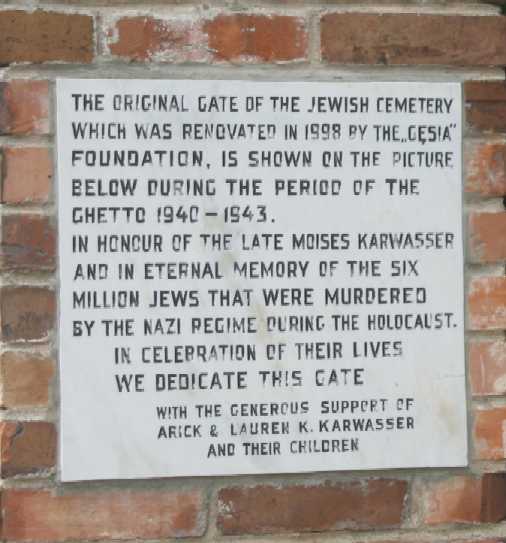 THE ORIGINAL GATE OF THE JEWISH CEMETERY
WHICH WAS RENOVATED IN 1998 BY THE „GĘSIA"
FOUNDATION, IS SHOWN ON THE PICTURE
BELOW DURING THE PERIOD OF THE
GHETTO 1940 – 1943.
IN HONOUR OF THE LATE MOISES KARWASSER
AND IN ETERNAL MEMORY OF THE SIX
MILLION JEWS THAT WERE MURDERED
BY THE NAZI REGIME DURING THE HOLOCAUST.
IN CELEBRATION OF THEIR LIVES
WE DEDICATE THIS GATE
WITH THE GENEROUS SUPPORT OF
ARICK & LAUREN K. KARWASSER
AND THEIR CHILDREN